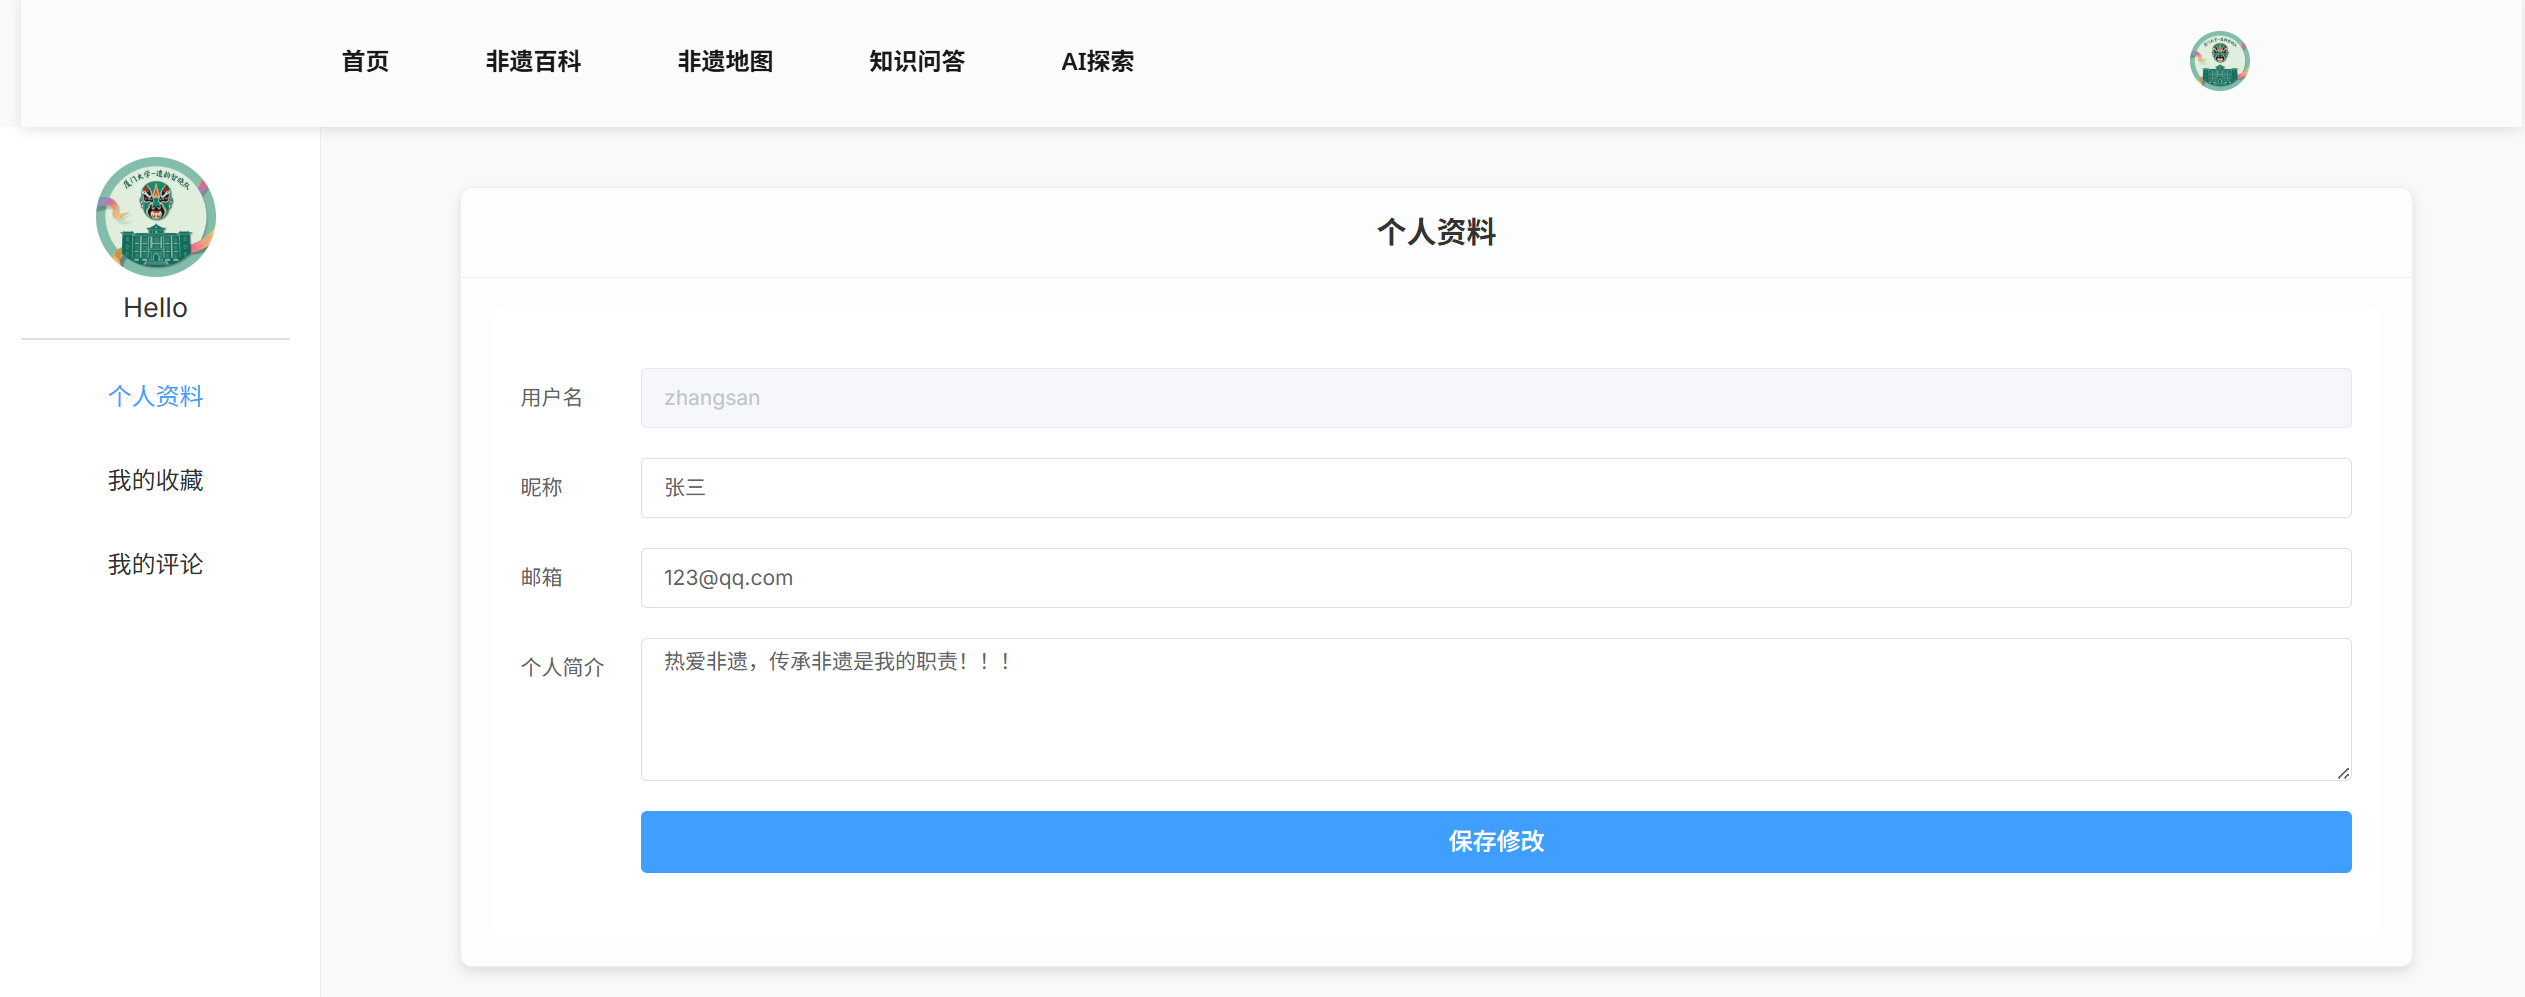 首页 非遗百科 非遗地图 知识问答 AI探索
Hello
个人资料
我的收藏
我的评论
个人资料
用户名 zhangsan
昵称 张三
邮箱 123@qq.com
个人简介 热爱非遗，传承非遗是我的职责！！！
保存修改